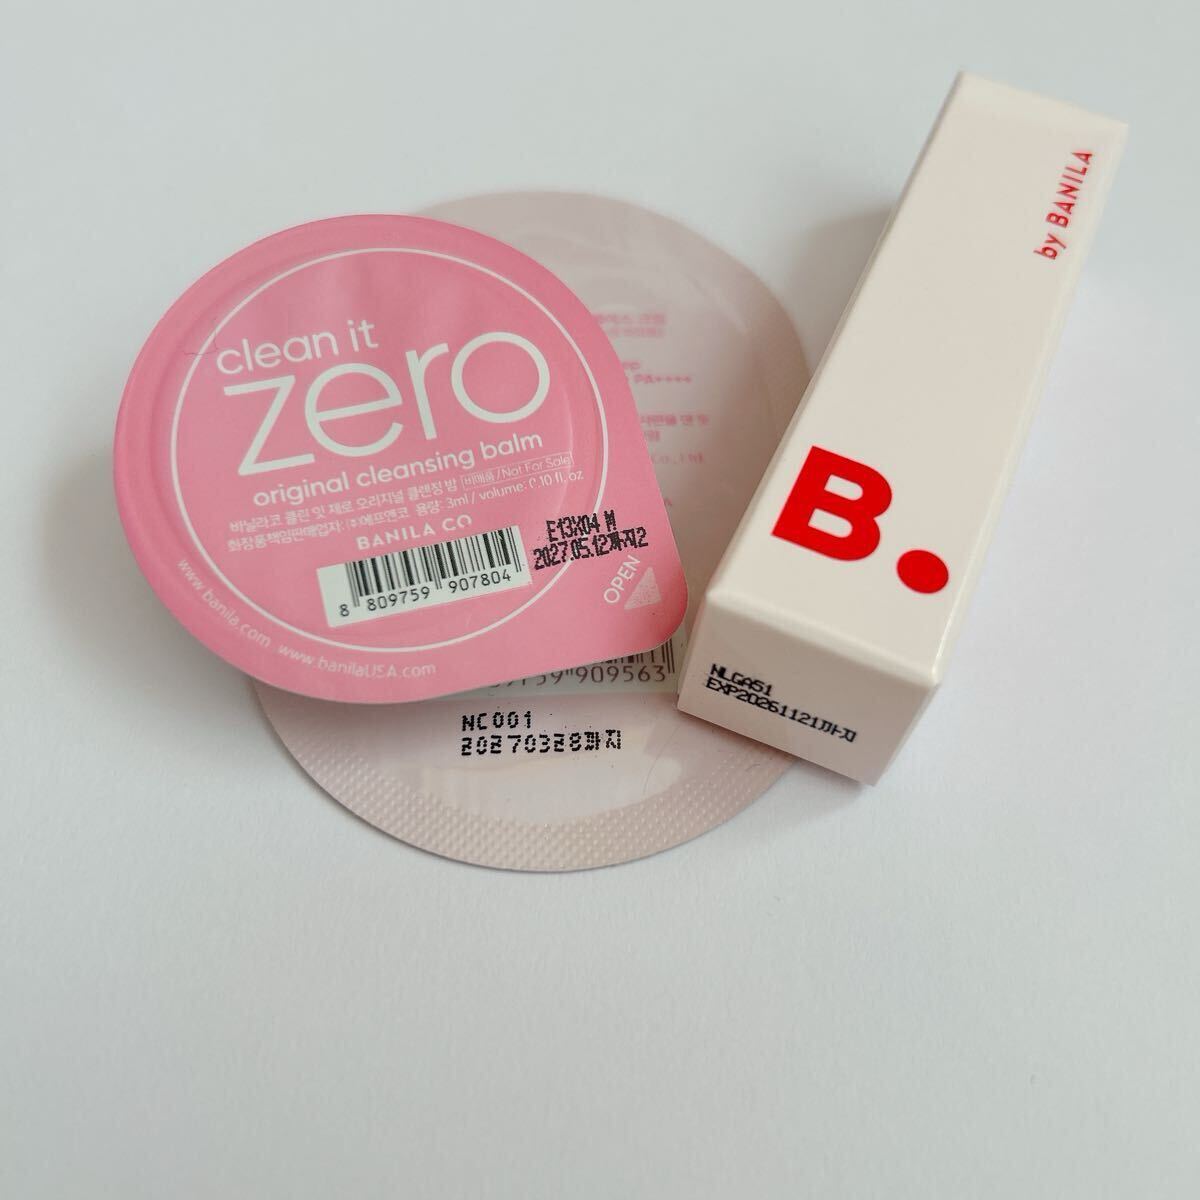 clean it
zero
original cleansing balm
바닐라코 클린 잇 제로 오리지널 클렌징 밤 비매품/Not For Sale
화장품책임판매업자: (주)에프앤코 용량: 3ml / volume: 0.10 fl. oz
BANILA CO
8 809759 907804
www.banila.com www.banilaUSA.com
E13X04 M
2027.05.12까지2
OPEN
PA++++
909563
NC001
20270328까지
by BANILA
B.
NLGA51
EXP20261121까지